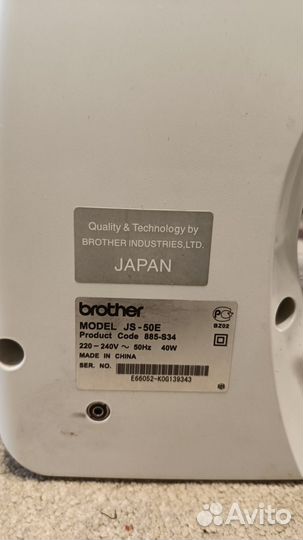 Quality & Technology by
BROTHER INDUSTRIES,LTD.
JAPAN
brother
MODEL JS-50E
Product Code 885-S34
220-240V ~ 50Hz 40W
MADE IN CHINA
SER. NO.
E66052-K0G139343
BZ02
Avito